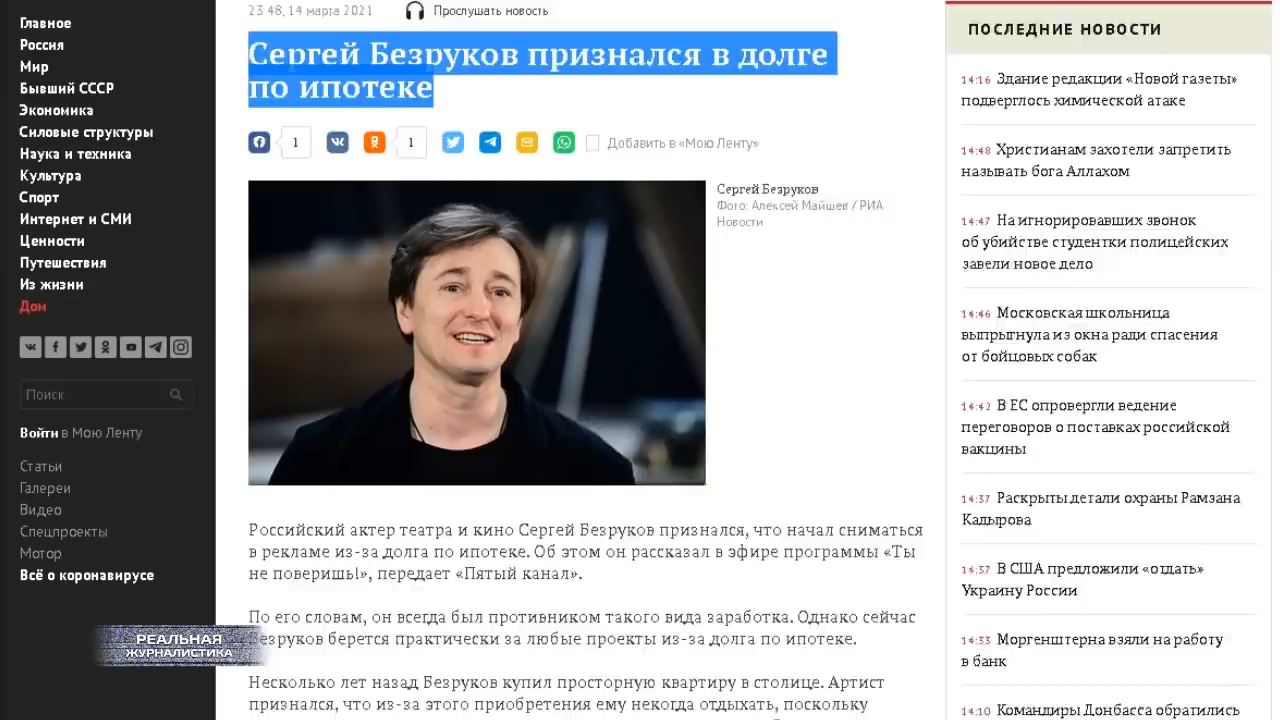 Главное
Россия
Мир
Бывший СССР
Экономика
Силовые структуры
Наука и техника
Культура
Спорт
Интернет и СМИ
Ценности
Путешествия
Из жизни
Дом
Поиск
Войти в Мою Ленту
Статьи
Галереи
Видео
Спецпроекты
Мотор
Всё о коронавирусе
РЕАЛЬНАЯ
ЖУРНАЛИСТИКА
23:48, 14 марта 2021
Прослушать новость
Сергей Безруков признался в долге
по ипотеке
1
1
Добавить в «Мою Ленту»
Сергей Безруков
Фото: Алексей Майшев / РИА
Новости
Российский актер театра и кино Сергей Безруков признался, что начал сниматься
в рекламе из-за долга по ипотеке. Об этом он рассказал в эфире программы «Ты
не поверишь!», передает «Пятый канал».
По его словам, он всегда был противником такого вида заработка. Однако сейчас
Безруков берется практически за любые проекты из-за долга по ипотеке.
Несколько лет назад Безруков купил просторную квартиру в столице. Артист
признался, что из-за этого приобретения ему некогда отдыхать, поскольку
ПОСЛЕДНИЕ НОВОСТИ
14:16 Здание редакции «Новой газеты»
подверглось химической атаке
14:48 Христианам захотели запретить
называть бога Аллахом
14:47 На игнорировавших звонок
об убийстве студентки полицейских
завели новое дело
14:46 Московская школьница
выпрыгнула из окна ради спасения
от бойцовых собак
14:42 В ЕС опровергли ведение
переговоров о поставках российской
вакцины
14:37 Раскрыты детали охраны Рамзана
Кадырова
14:37 В США предложили «отдать»
Украину России
14:33 Моргенштерна взяли на работу
в банк
14:10 Командиры Донбасса обратились